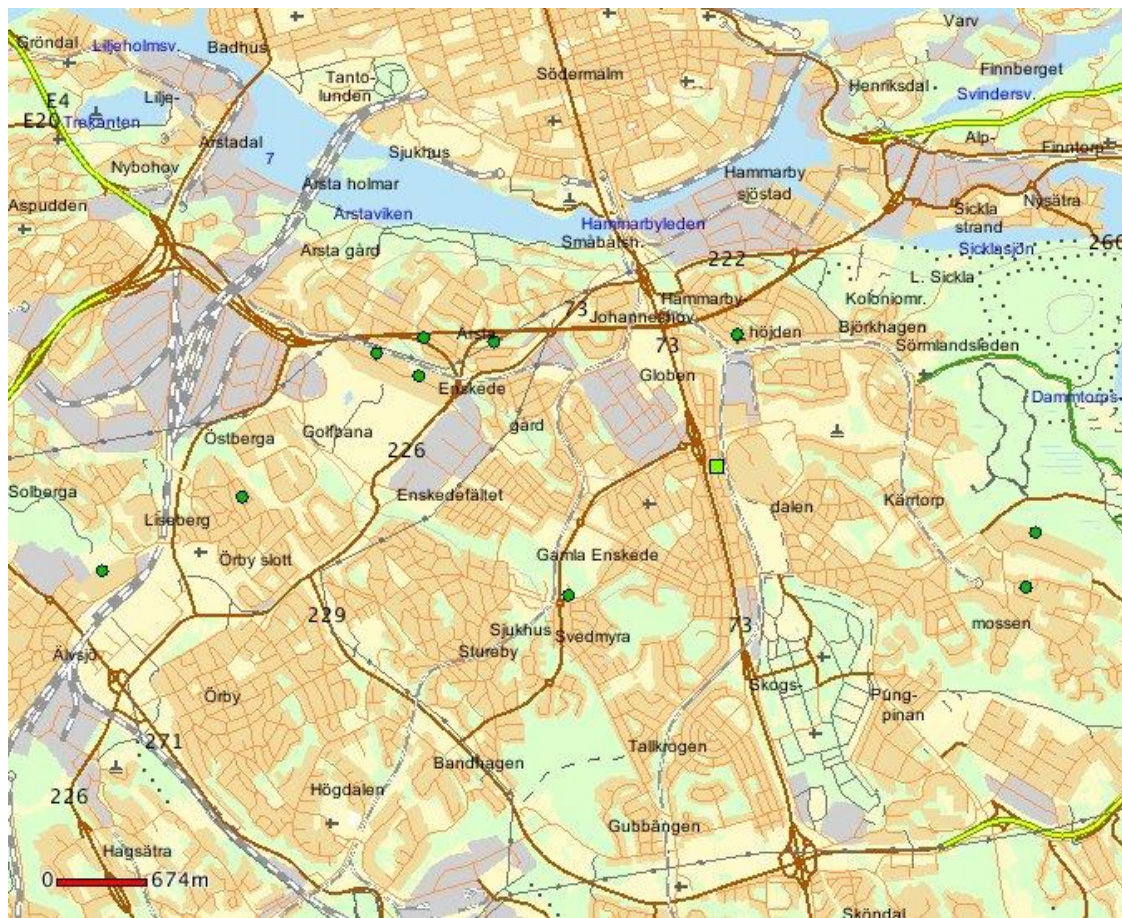 Varv
Gröndal
Liljeholmsv.
Badhus
Tanto-
lunden
Södermalm
Finnberget
Henriksdal
Svindersv.
E4
Lilje-
E20
Trekanten
Årstadal
Sjukhus
Alp-
Finntorp
7
Nybohov
Hammarby
sjöstad
Årsta holmar
Aspudden
Årstaviken
Sickla
strand
Nysätra
Hammarbyleden
Småbålsh.
Årsta gård
222
Sicklasjön
260
L. Sickla
Hammarby-
Koloniomr.
73
Johanneshov
höjden
Björkhagen
Årsta
73
Sörmlandsleden
Globen
Enskede
Dammtorps-
gård
Golfbana
Östberga
226
Solberga
Enskedefältet
Kärrtorp
dalen
Liseberg
Örby slott
Gamla Enskede
229
Sjukhus
Svedmyra
73
mossen
Stureby
Älvsjö
Örby
Skogs-
Pung-
pinan
271
Tallkrogen
Bandhagen
226
Högdalen
Gubbängen
Hagsätra
0
674m
Sköndal